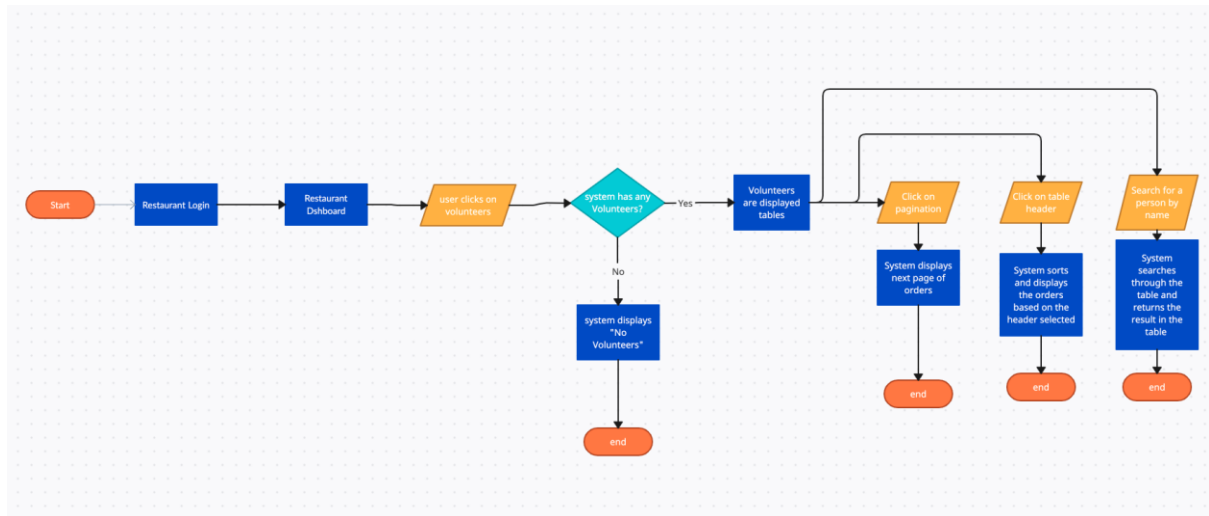 Start
Restaurant Login
Restaurant
Dshboard
user clicks on
volunteers
system has any
Volunteers?
Yes
No
system displays
"No
Volunteers"
end
Volunteers
are displayed
tables
Click on
pagination
System displays
next page of
orders
end
Click on table
header
System sorts
and displays
the orders
based on the
header selected
end
Search for a
person by
name
System
searches
through the
table and
returns the
result in the
table
end